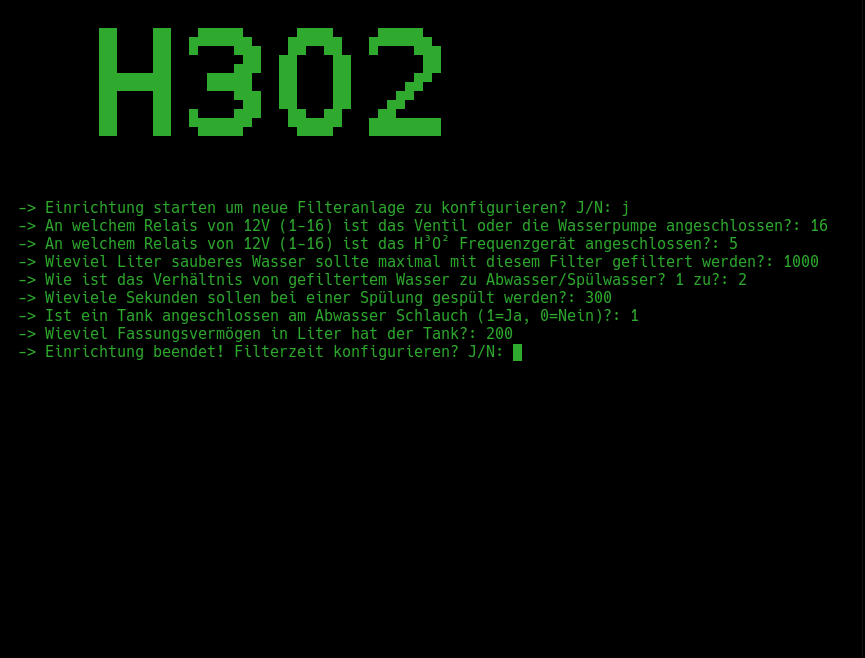 H3O2
-> Einrichtung starten um neue Filteranlage zu konfigurieren? J/N: j
-> An welchem Relais von 12V (1-16) ist das Ventil oder die Wasserpumpe angeschlossen?: 16
-> An welchem Relais von 12V (1-16) ist das H³O² Frequenzgerät angeschlossen?: 5
-> Wieviel Liter sauberes Wasser sollte maximal mit diesem Filter gefiltert werden?: 1000
-> Wie ist das Verhältnis von gefiltertem Wasser zu Abwasser/Spülwasser? 1 zu?: 2
-> Wieviele Sekunden sollen bei einer Spülung gespült werden?: 300
-> Ist ein Tank angeschlossen am Abwasser Schlauch (1=Ja, 0=Nein)?: 1
-> Wieviel Fassungsvermögen in Liter hat der Tank?: 200
-> Einrichtung beendet! Filterzeit konfigurieren? J/N: